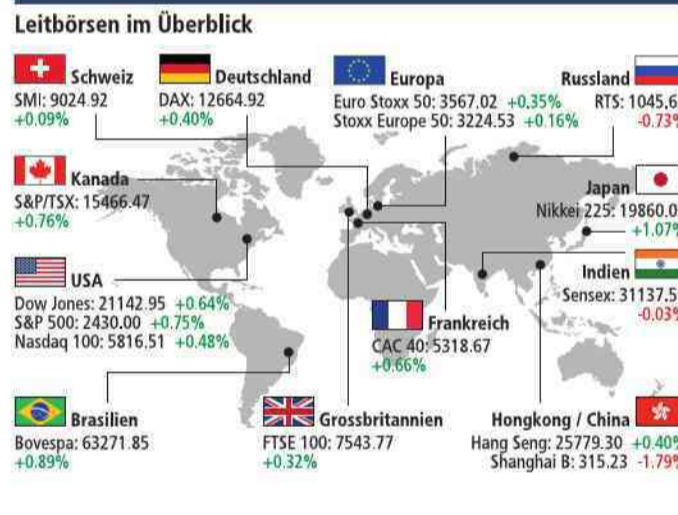 Leitbörsen im Überblick
Schweiz
SMI: 9024.92
+0.09%
Deutschland
DAX: 12664.92
+0.40%
Europa
Euro Stoxx 50: 3567.02 +0.35%
Stoxx Europe 50: 3224.53 +0.16%
Russland
RTS: 1045.6
-0.73%
Kanada
S&P/TSX: 15466.47
+0.76%
Japan
Nikkei 225: 19860.0
+1.07%
USA
Dow Jones: 21142.95 +0.64%
S&P 500: 2430.00 +0.75%
Nasdaq 100: 5816.51 +0.48%
Indien
Sensex: 31137.5
-0.03%
Frankreich
CAC 40: 5318.67
+0.66%
Brasilien
Bovespa: 63271.85
+0.89%
Grossbritannien
FTSE 100: 7543.77
+0.32%
Hongkong / China
Hang Seng: 25779.30 +0.40%
Shanghai B: 315.23 -1.79%